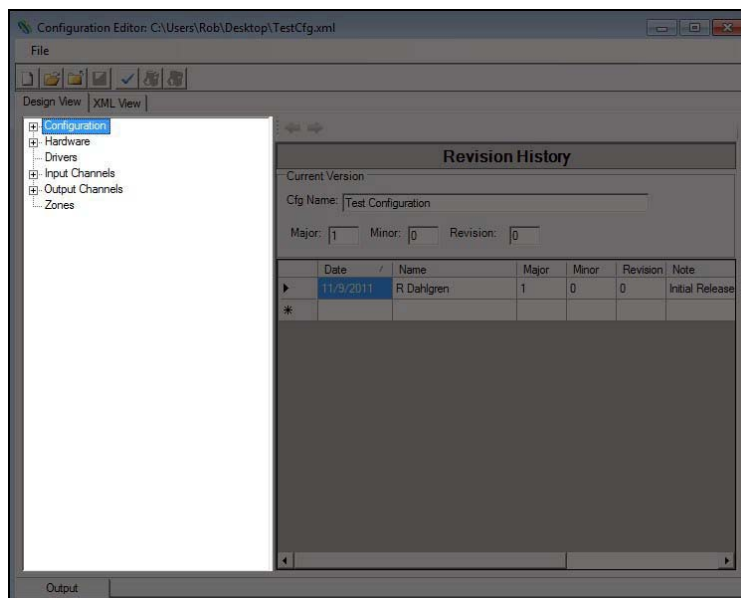 Configuration Editor: C:\Users\Rob\Desktop\TestCfg.xml
File
Design View XML View
Configuration
Hardware
Drivers
Input Channels
Output Channels
Zones
Revision History
Current Version
Cfg Name: Test Configuration
Major: 1 Minor: 0 Revision: 0
Date / Name Major Minor Revision Note
11/9/2011 R Dahlgren 1 0 0 Initial Release
Output